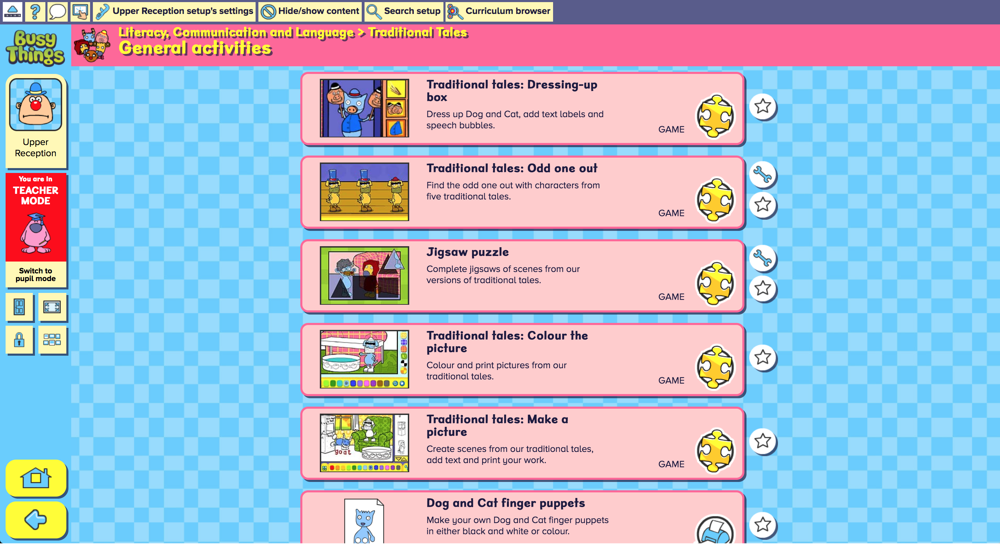 Upper Reception setup's settings
Hide/show content
Search setup
Curriculum browser
Busy
Things
Literacy, Communication and Language > Traditional Tales
General activities
Upper
Reception
You are in
TEACHER
MODE
Switch to
pupil mode
Traditional tales: Dressing-up
box
Dress up Dog and Cat, add text labels and
speech bubbles.
GAME
Traditional tales: Odd one out
Find the odd one out with characters from
five traditional tales.
GAME
Jigsaw puzzle
Complete jigsaws of scenes from our
versions of traditional tales.
GAME
Traditional tales: Colour the
picture
Colour and print pictures from our
traditional tales.
GAME
goat
Traditional tales: Make a
picture
Create scenes from our traditional tales,
add text and print your work.
GAME
Dog and Cat finger puppets
Make your own Dog and Cat finger puppets
in either black and white or colour.